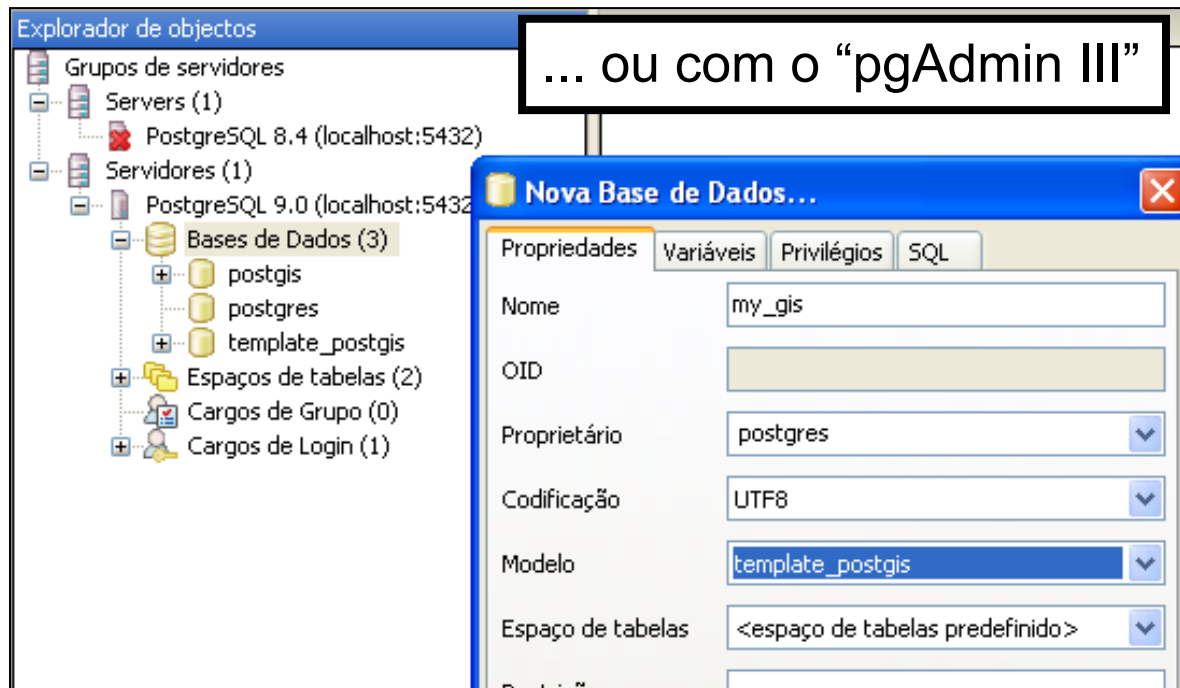 Explorador de objectos
... ou com o “pgAdmin III”
Grupos de servidores
Servers (1)
PostgreSQL 8.4 (localhost:5432)
Servidores (1)
PostgreSQL 9.0 (localhost:5432
Bases de Dados (3)
postgis
postgres
template_postgis
Espaços de tabelas (2)
Cargos de Grupo (0)
Cargos de Login (1)
Nova Base de Dados...
Propriedades Variáveis Privilégios SQL
Nome my_gis
OID
Proprietário postgres
Codificação UTF8
Modelo template_postgis
Espaço de tabelas <espaço de tabelas predefinido>